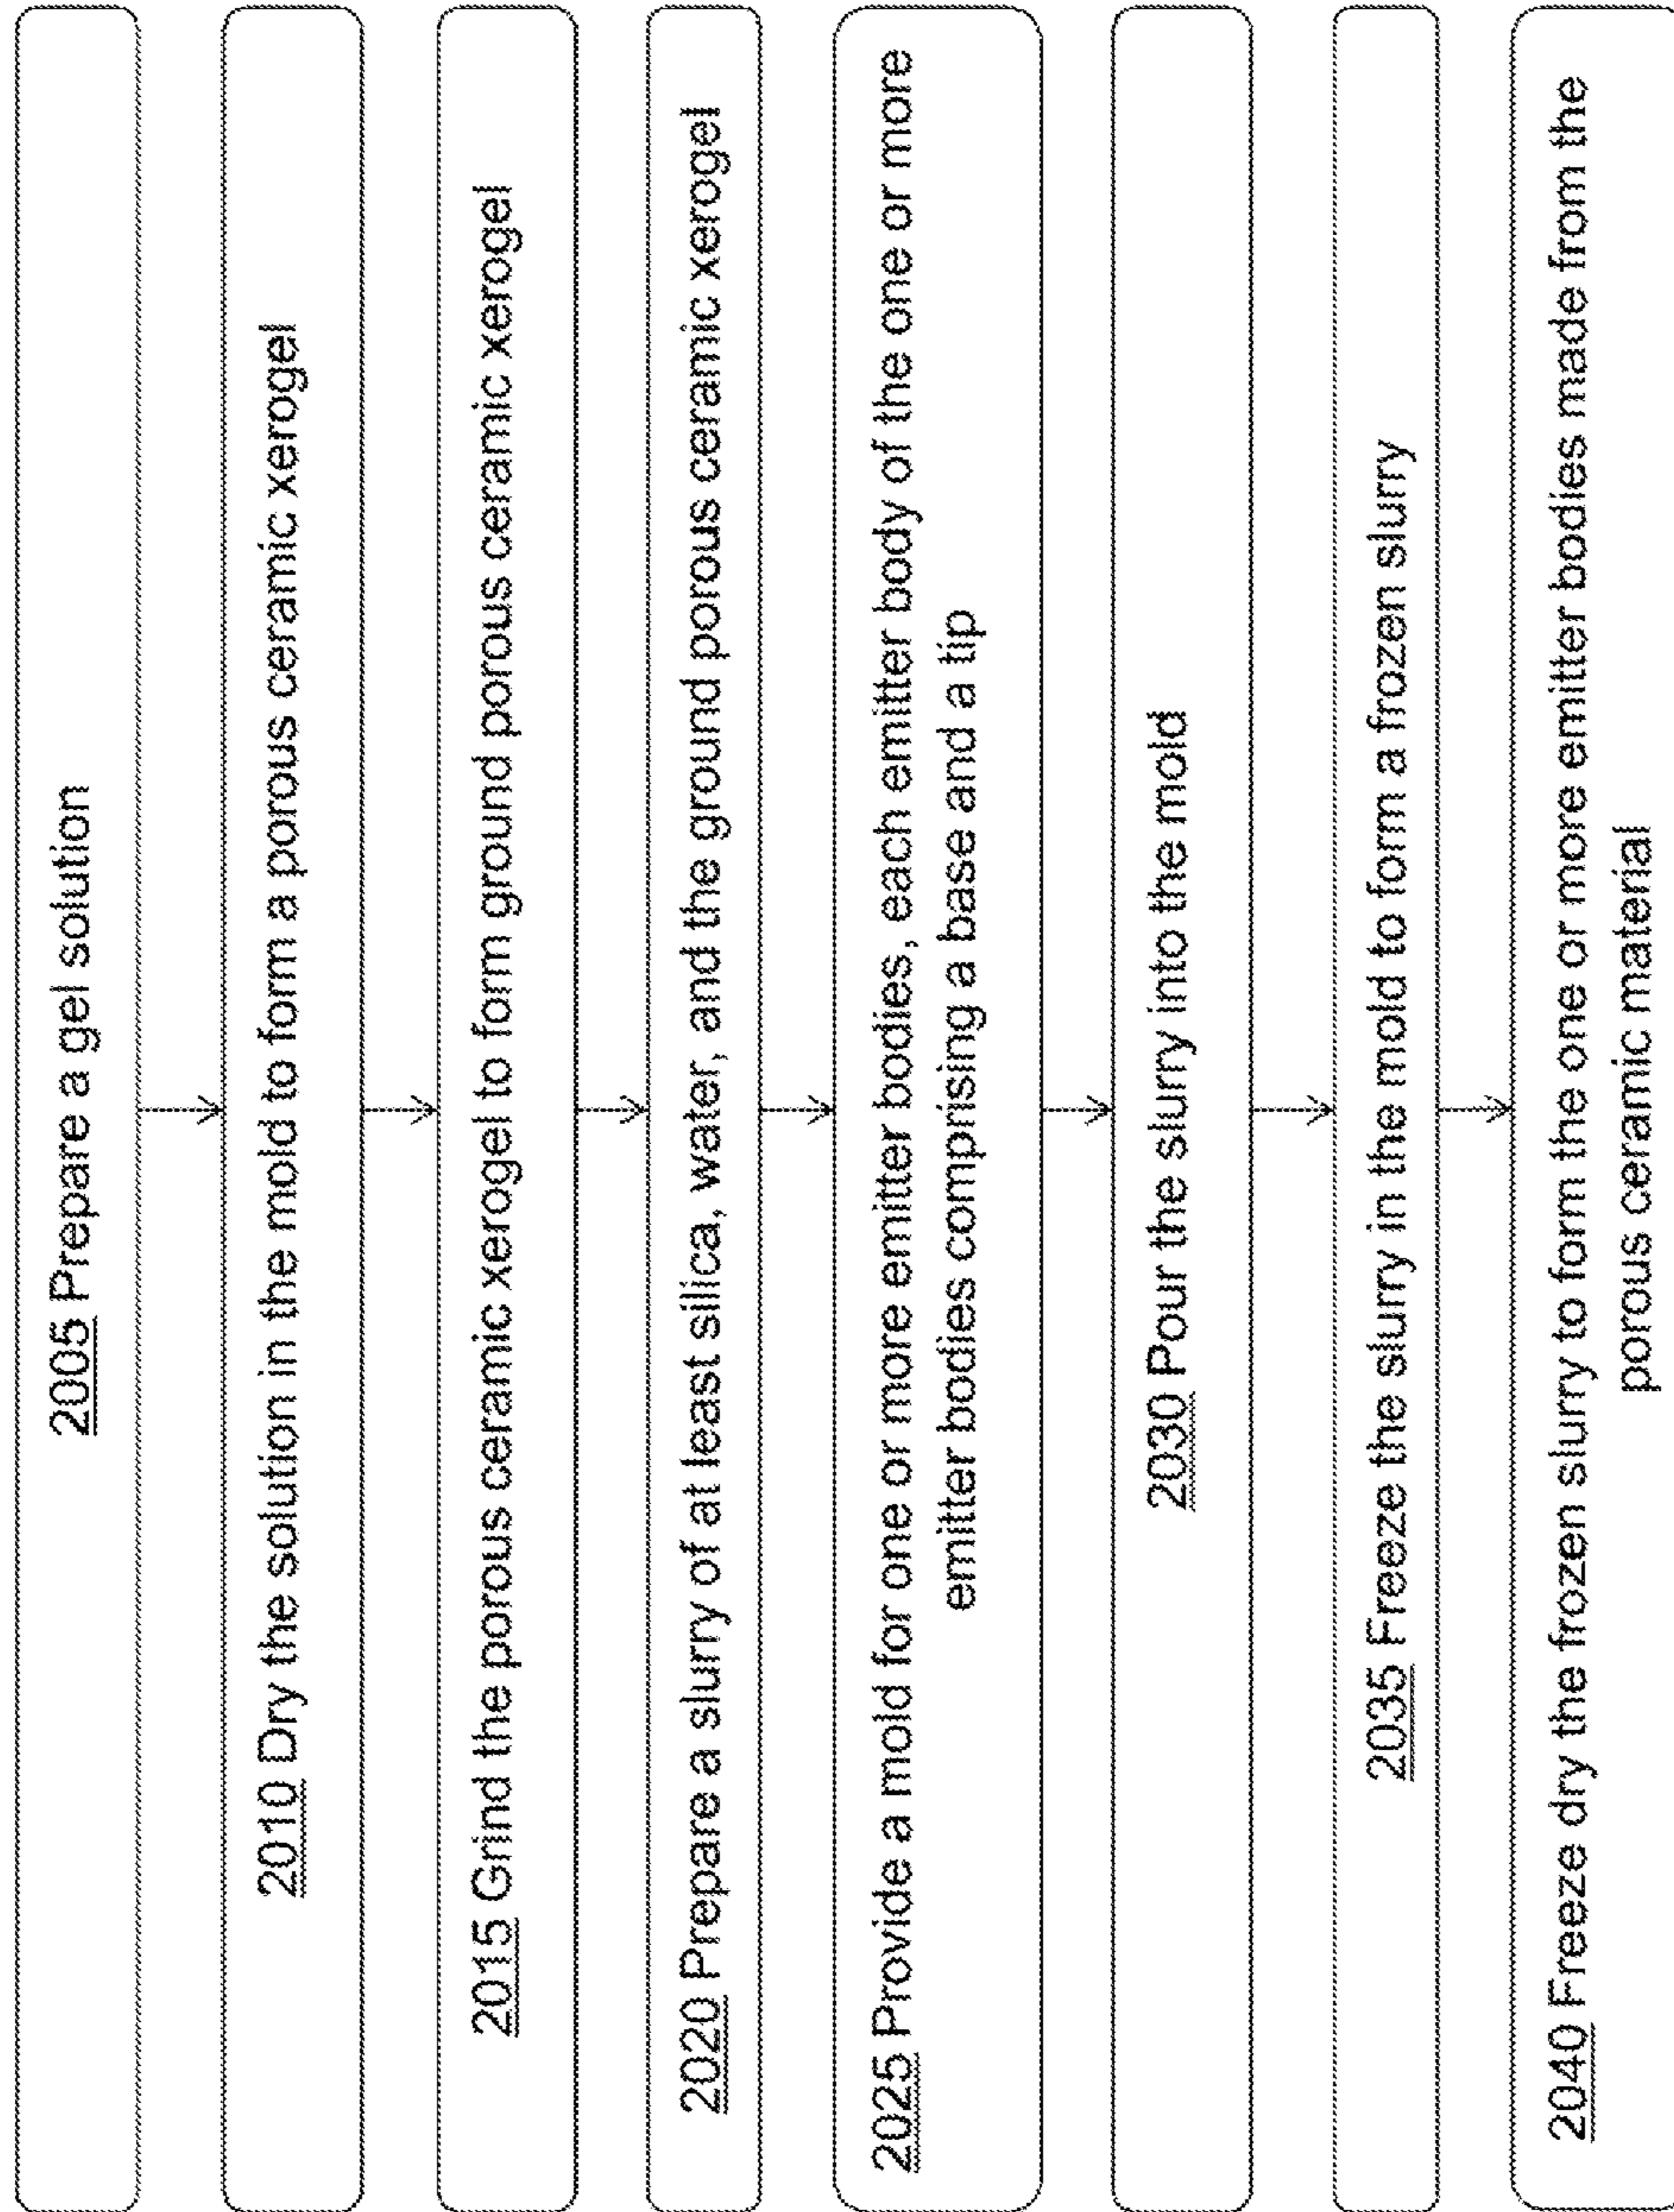 2005 Prepare a gel solution
2010 Dry the solution in the mold to form a porous ceramic xerogel
2015 Grind the porous ceramic xerogel to form ground porous ceramic xerogel
2020 Prepare a slurry of at least silica, water, and the ground porous ceramic xerogel
2025 Provide a mold for one or more emitter bodies, each emitter body of the one or more
emitter bodies comprising a base and a tip
2030 Pour the slurry into the mold
2035 Freeze the slurry in the mold to form a frozen slurry
2040 Freeze dry the frozen slurry to form the one or more emitter bodies made from the
porous ceramic material